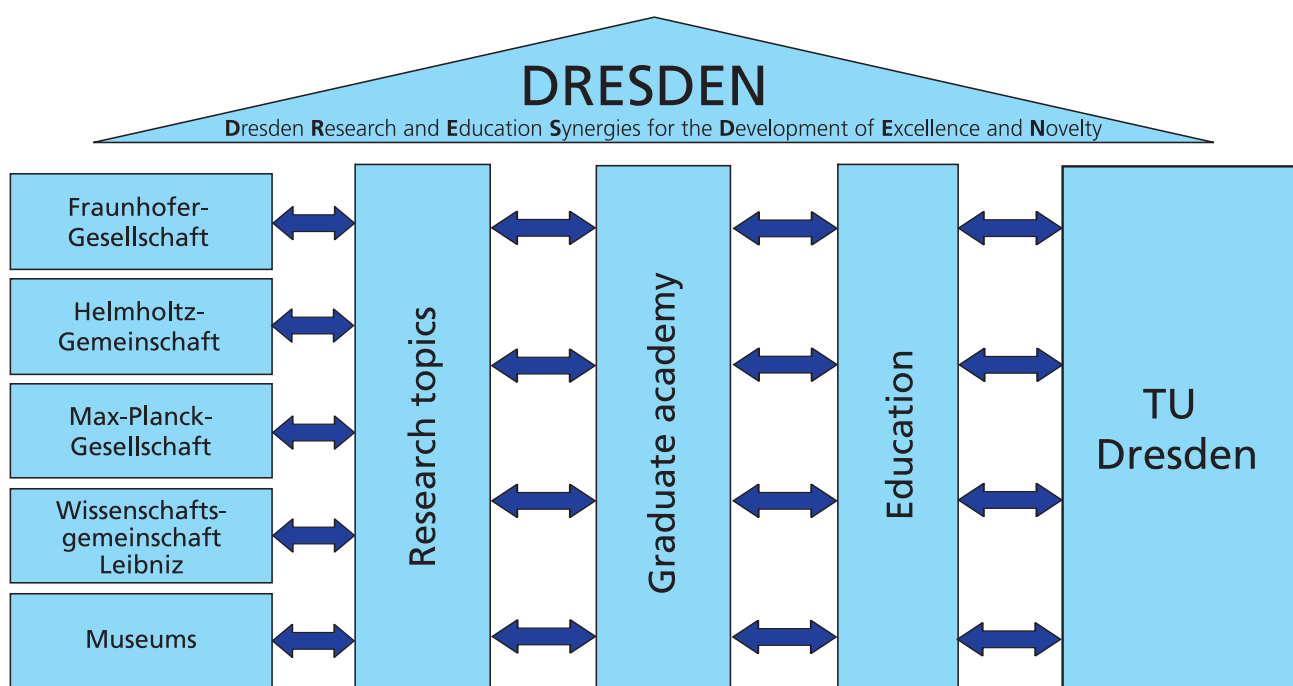 DRESDEN
Dresden Research and Education Synergies for the Development of Excellence and Novelty
Fraunhofer-
Gesellschaft
Helmholtz-
Gemeinschaft
Max-Planck-
Gesellschaft
Wissenschafts-
gemeinschaft
Leibniz
Museums
Research topics
Graduate academy
Education
TU
Dresden